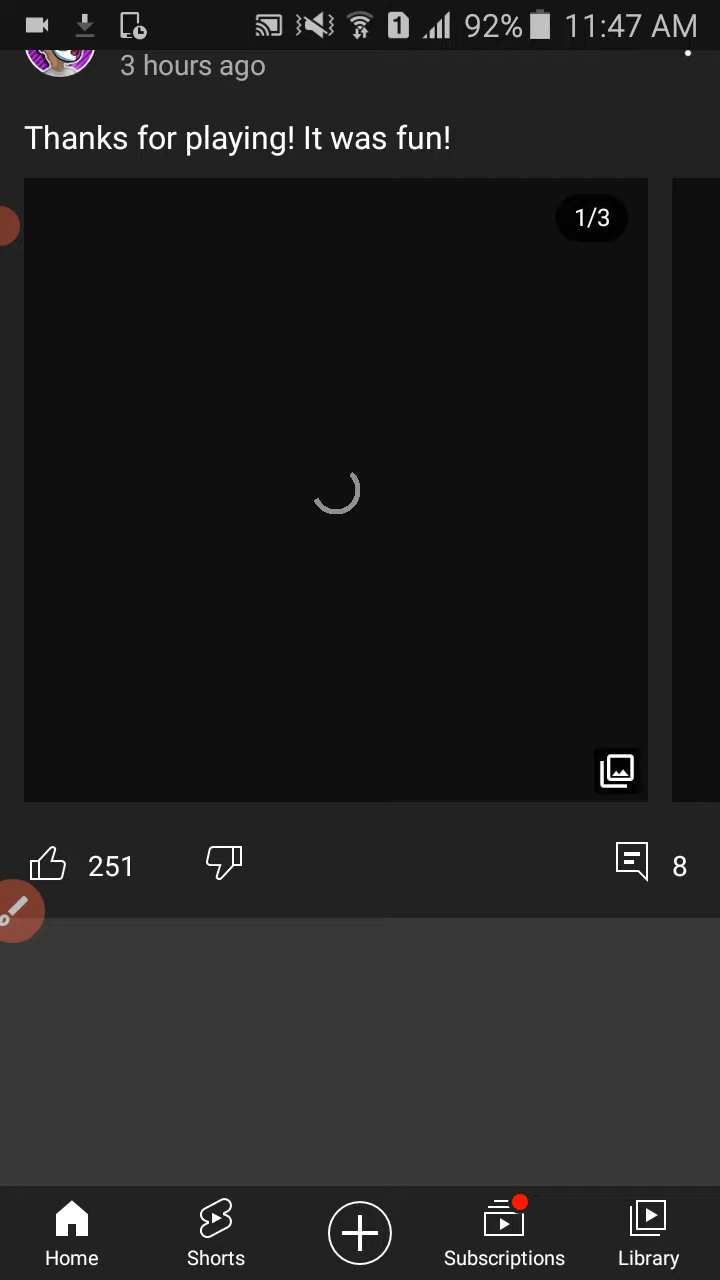 1 92% 11:47 AM
3 hours ago
Thanks for playing! It was fun!
1/3
251 8
Home Shorts Subscriptions Library